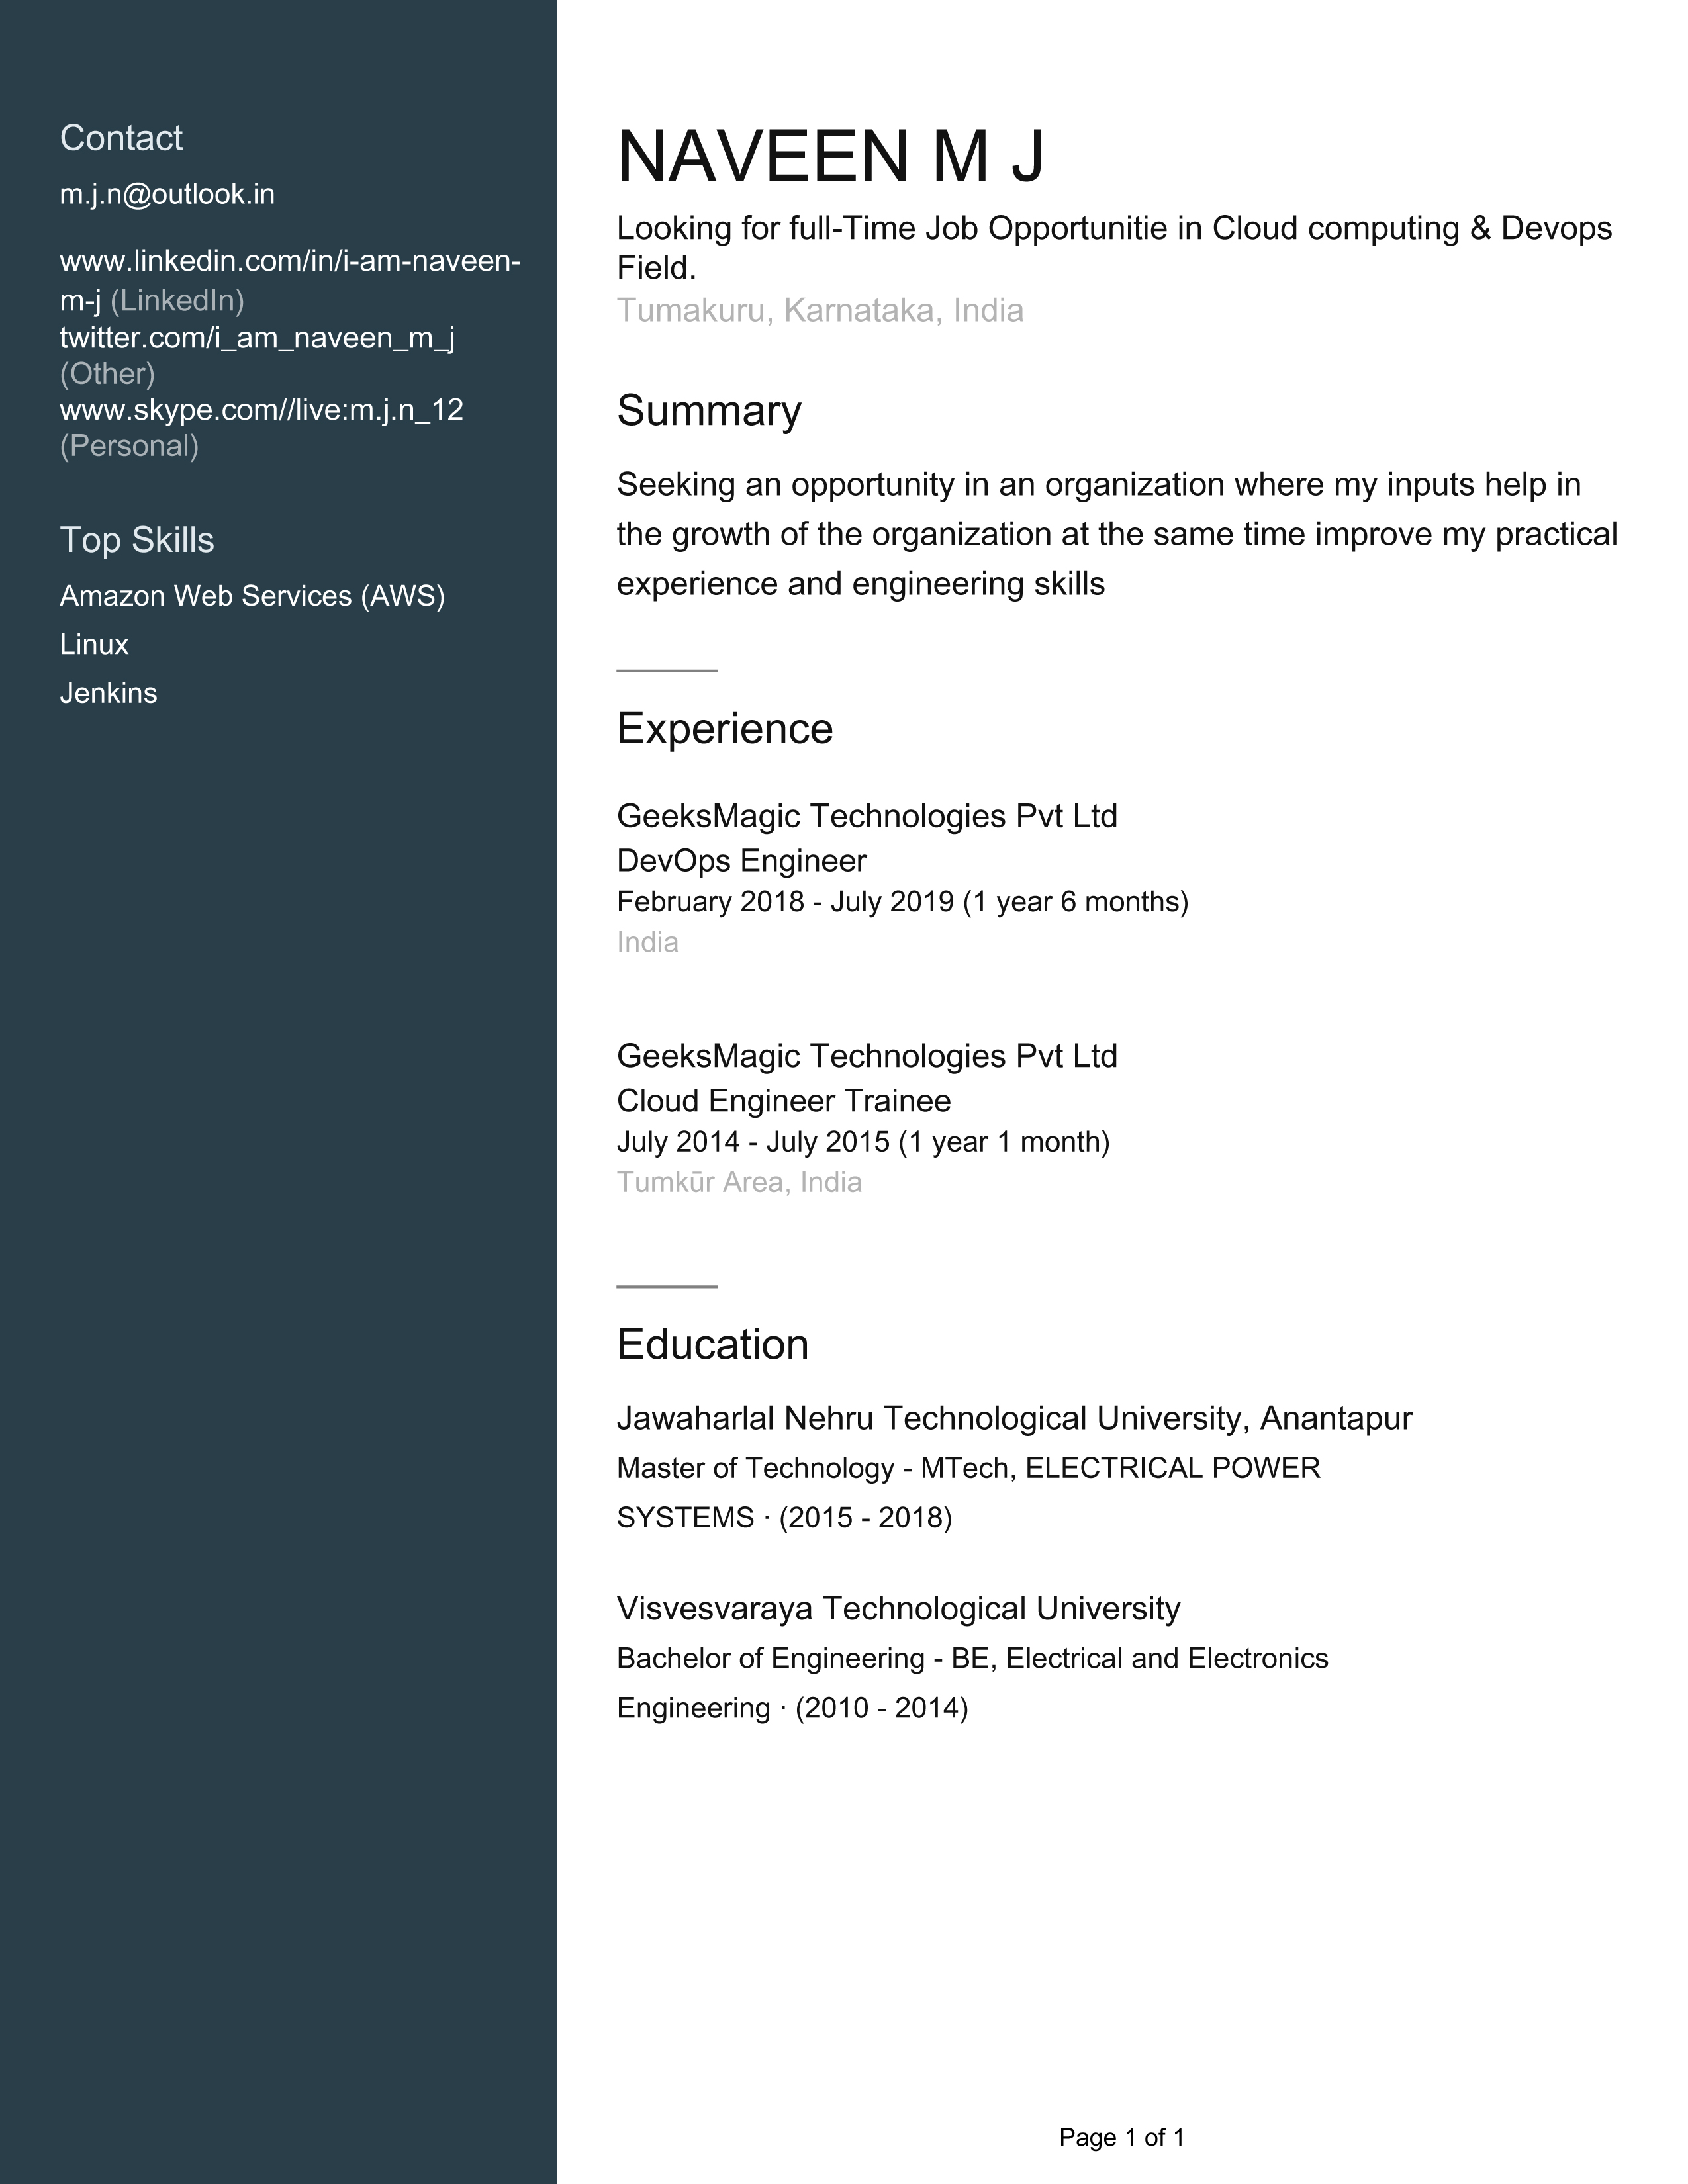 Contact
m.j.n@outlook.in
www.linkedin.com/in/i-am-naveen-
m-j (LinkedIn)
twitter.com/i_am_naveen_m_j
(Other)
www.skype.com//live:m.j.n_12
(Personal)
Top Skills
Amazon Web Services (AWS)
Linux
Jenkins
NAVEEN M J
Looking for full-Time Job Opportunitie in Cloud computing & Devops
Field.
Tumakuru, Karnataka, India
Summary
Seeking an opportunity in an organization where my inputs help in
the growth of the organization at the same time improve my practical
experience and engineering skills
Experience
GeeksMagic Technologies Pvt Ltd
DevOps Engineer
February 2018 - July 2019 (1 year 6 months)
India
GeeksMagic Technologies Pvt Ltd
Cloud Engineer Trainee
July 2014 - July 2015 (1 year 1 month)
Tumkūr Area, India
Education
Jawaharlal Nehru Technological University, Anantapur
Master of Technology - MTech, ELECTRICAL POWER
SYSTEMS · (2015 - 2018)
Visvesvaraya Technological University
Bachelor of Engineering - BE, Electrical and Electronics
Engineering · (2010 - 2014)
Page 1 of 1